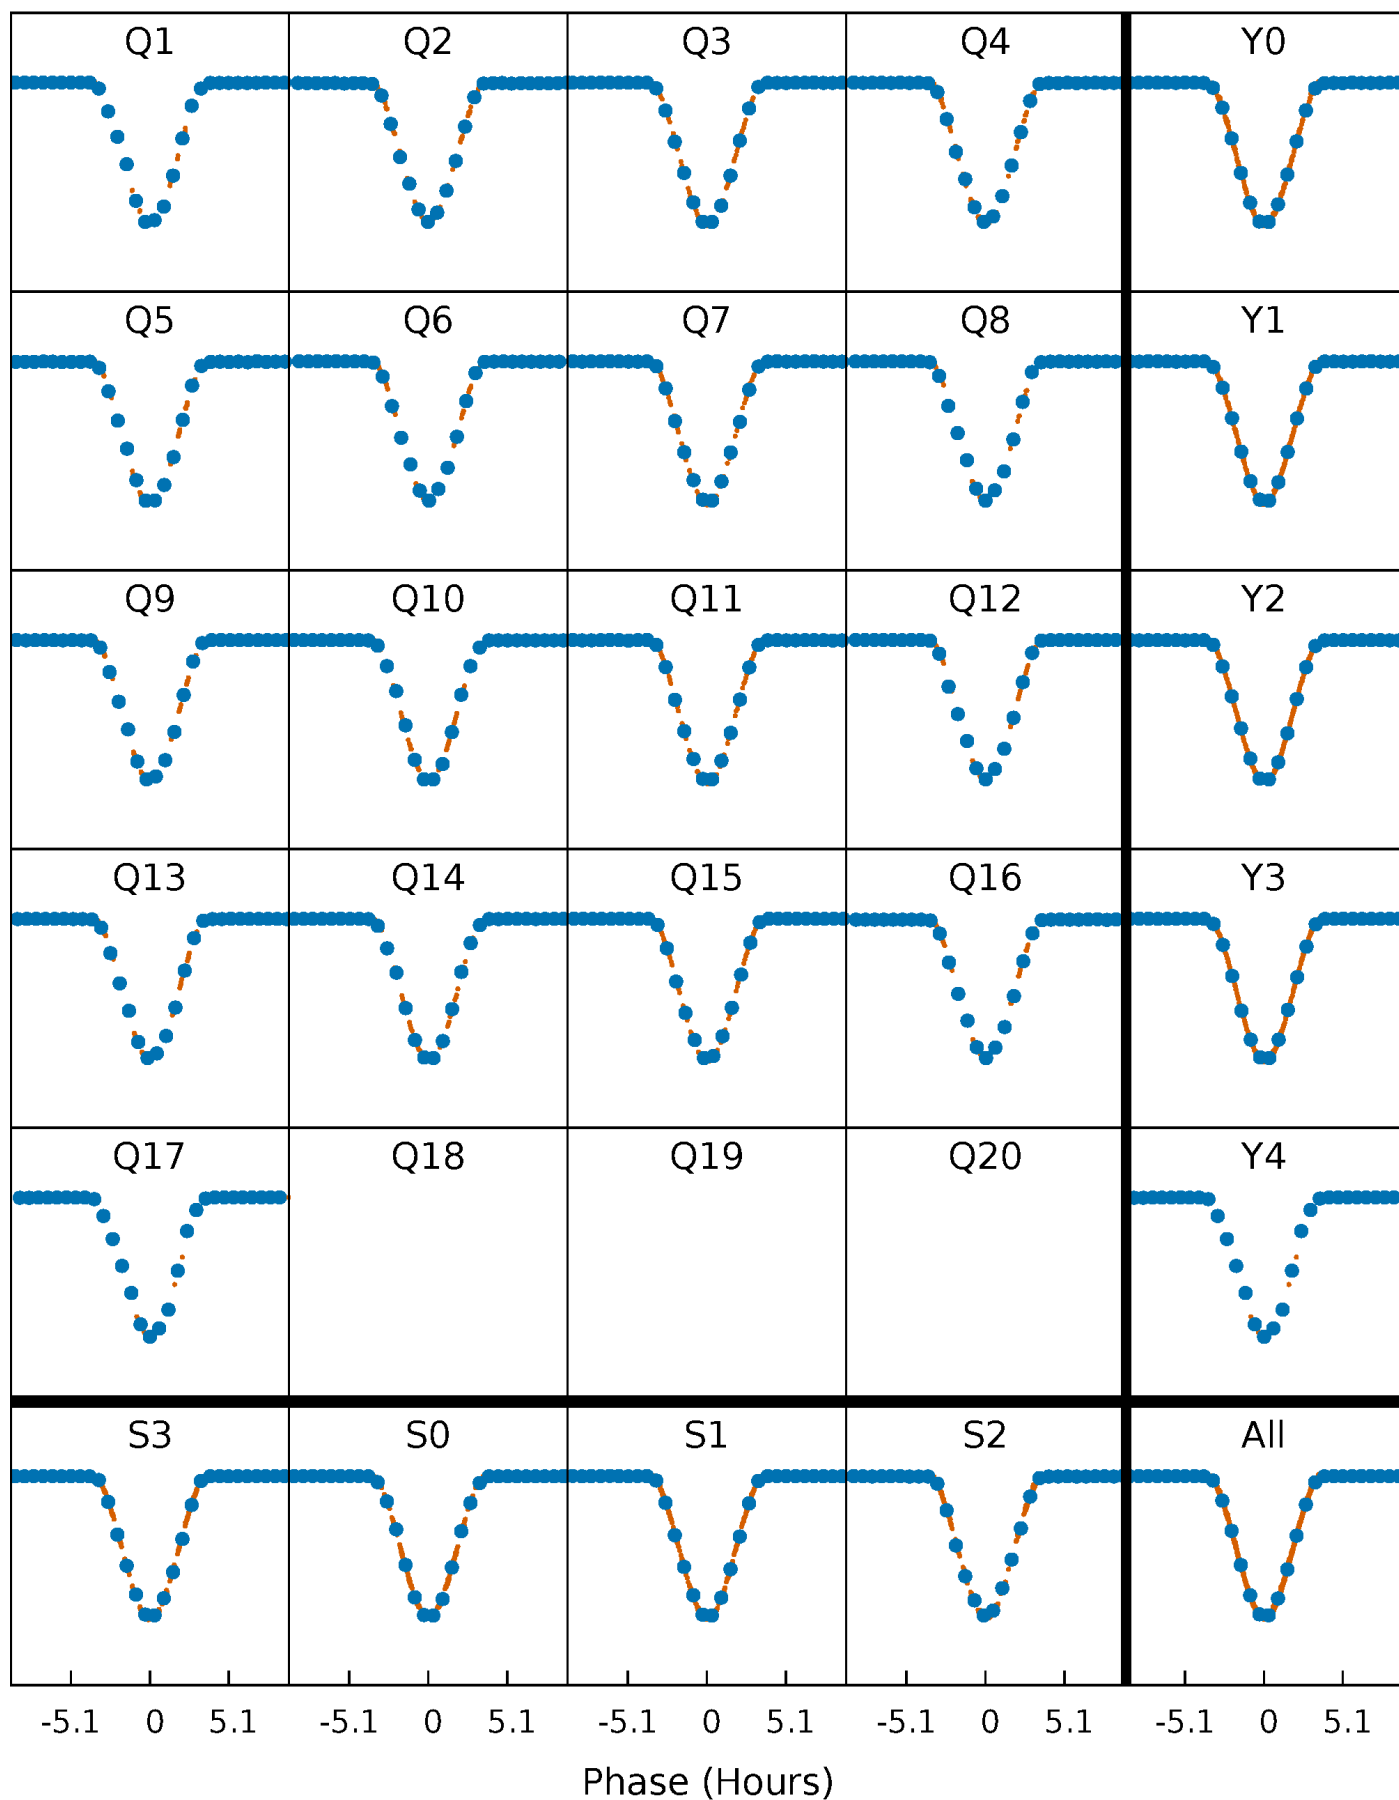 Q1 Q2 Q3 Q4 Y0
Q5 Q6 Q7 Q8 Y1
Q9 Q10 Q11 Q12 Y2
Q13 Q14 Q15 Q16 Y3
Q17 Q18 Q19 Q20 Y4
S3 S0 S1 S2 All
-5.1 0 5.1 -5.1 0 5.1 -5.1 0 5.1 -5.1 0 5.1 -5.1 0 5.1
Phase (Hours)